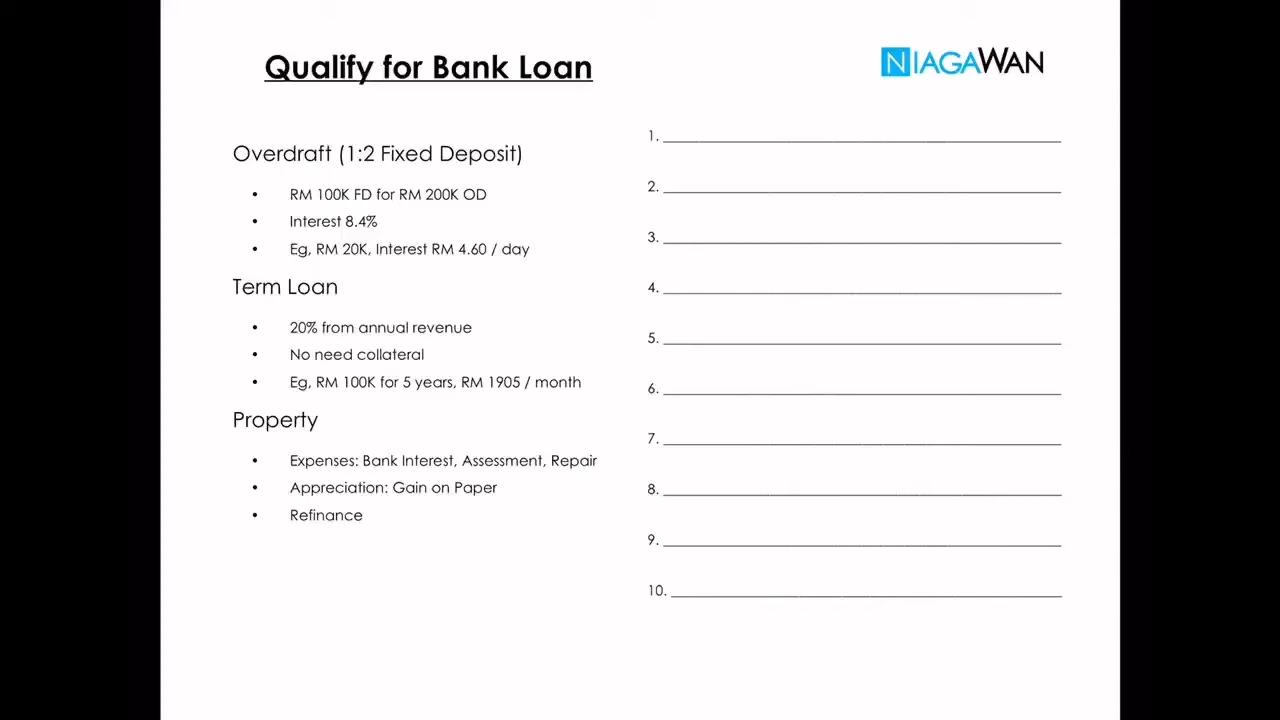 Qualify for Bank Loan
NIAGAWAN
Overdraft (1:2 Fixed Deposit)
• RM 100K FD for RM 200K OD
• Interest 8.4%
• Eg, RM 20K, Interest RM 4.60 / day
Term Loan
• 20% from annual revenue
• No need collateral
• Eg, RM 100K for 5 years, RM 1905 / month
Property
• Expenses: Bank Interest, Assessment, Repair
• Appreciation: Gain on Paper
• Refinance
1.
2.
3.
4.
5.
6.
7.
8.
9.
10.